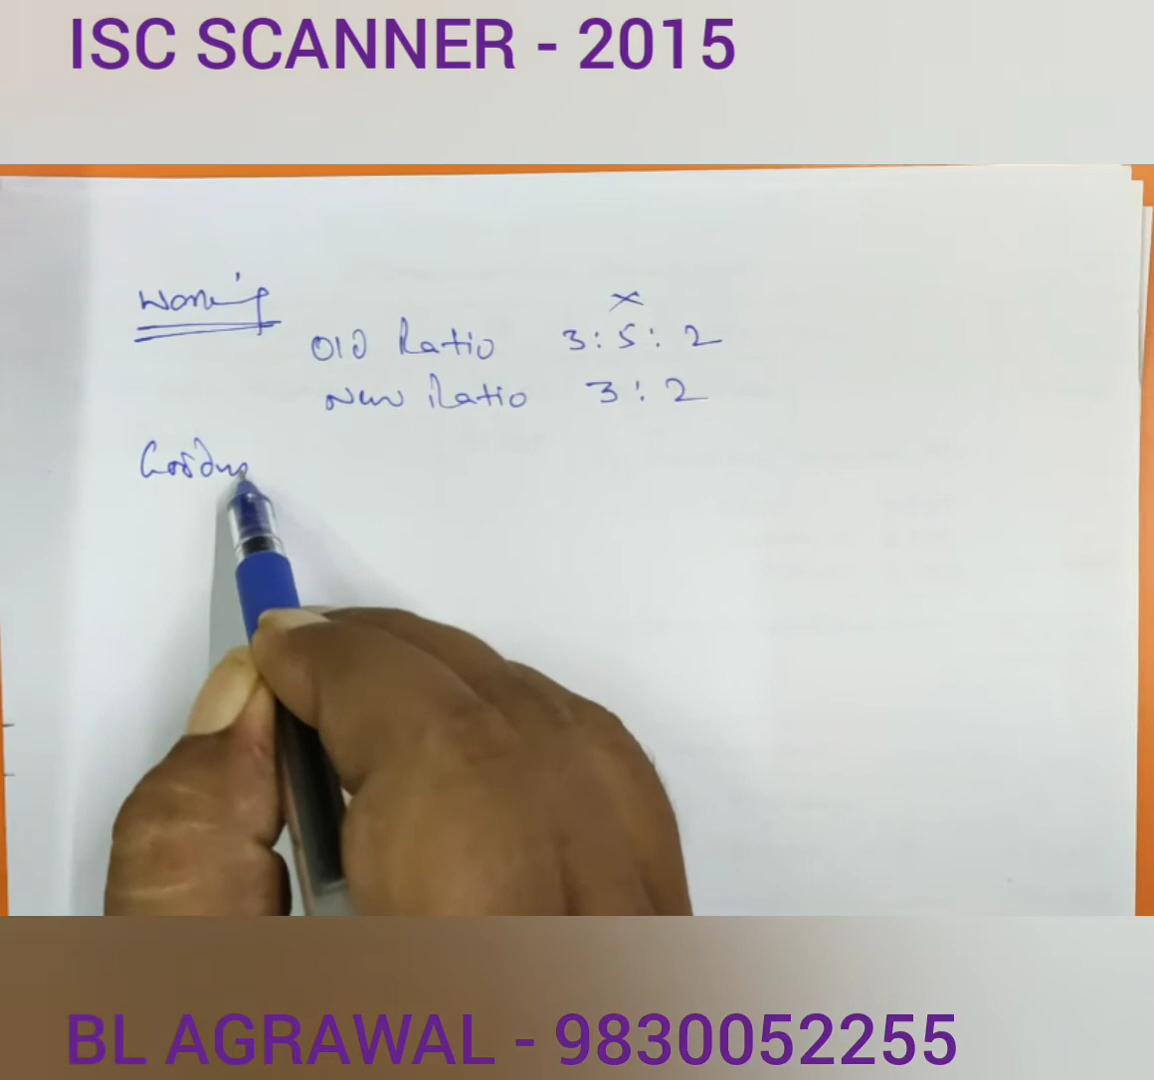 ISC SCANNER - 2015
Working
x
Old Ratio 3 : 5 : 2
New Ratio 3 : 2
BL AGRAWAL - 9830052255